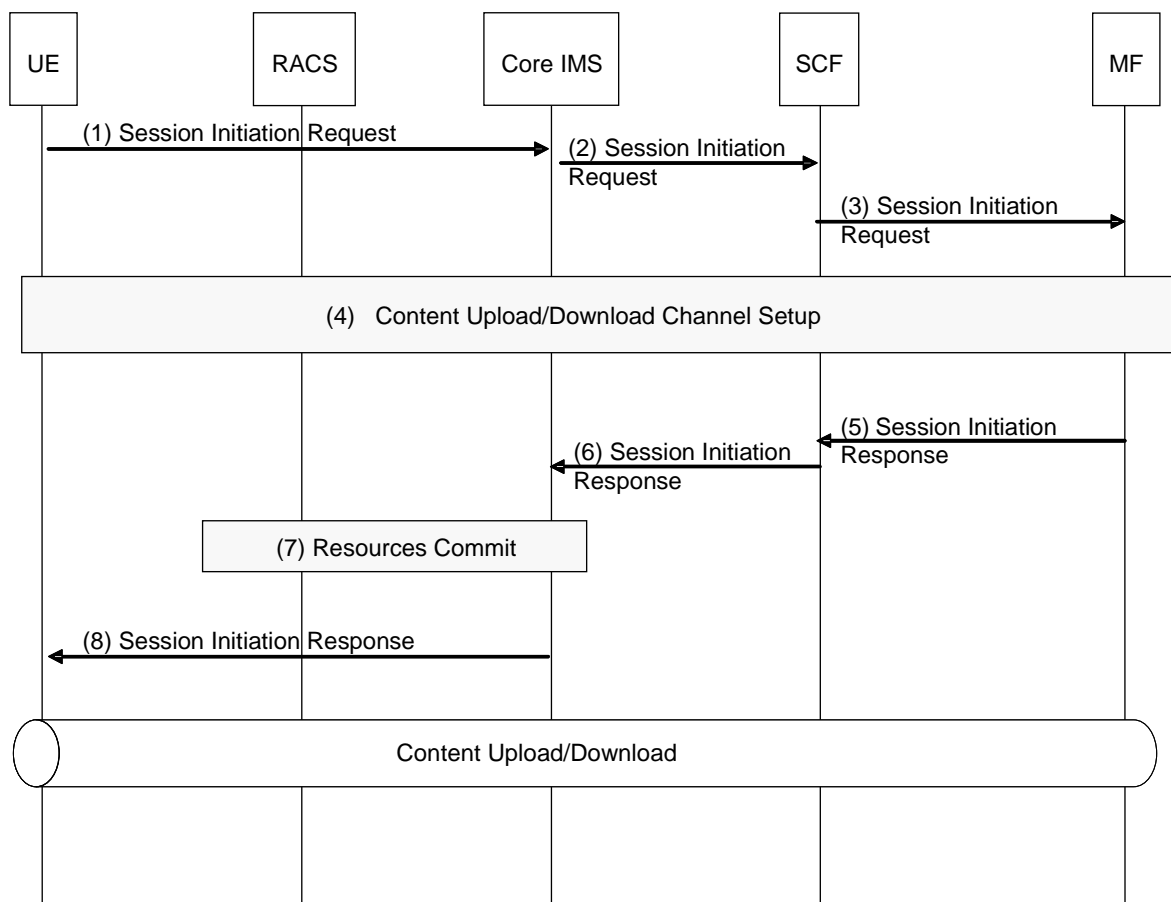 UE
RACS
Core IMS
SCF
MF
(1) Session Initiation Request
(2) Session Initiation
Request
(3) Session Initiation
Request
(4) Content Upload/Download Channel Setup
(5) Session Initiation
Response
(6) Session Initiation
Response
(7) Resources Commit
(8) Session Initiation Response
Content Upload/Download